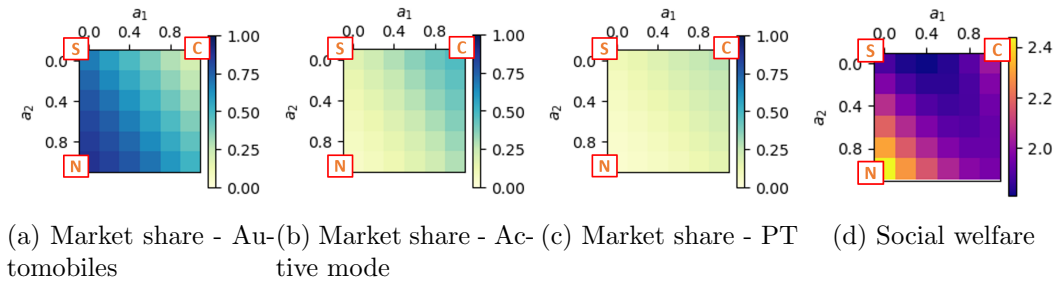 a₁ a₁ a₁ a₁
0.0 0.4 0.8 0.0 0.4 0.8 0.0 0.4 0.8 0.0 0.4 0.8
S C S C S C S C
1.00 1.00 1.00
0.0 0.0 0.0 0.0 2.4
0.75 0.75 0.75
a₂ 0.4 0.50 a₂ 0.4 0.50 a₂ 0.4 0.50 a₂ 0.4 2.2
0.8 0.25 0.8 0.25 0.8 0.25 0.8 2.0
N N N N
0.00 0.00 0.00
(a) Market share - Au- (b) Market share - Ac- (c) Market share - PT (d) Social welfare
tomobiles tive mode